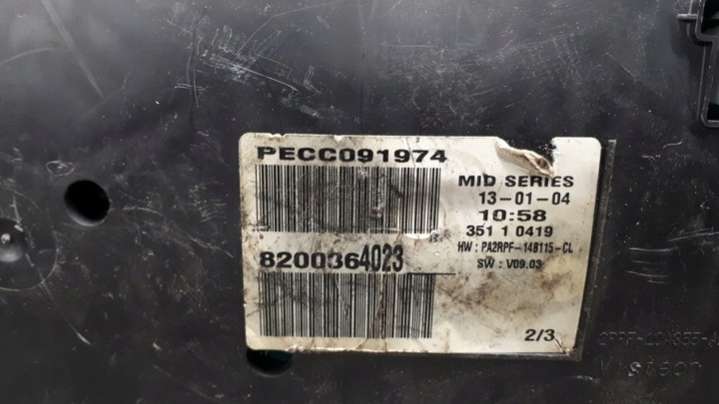 PECC091974
MID SERIES
13-01-04
10:58
351 1 0419
HW : PA2RPF-14B115-CL
SW : V09.03
8200364023
2/3
Visteon